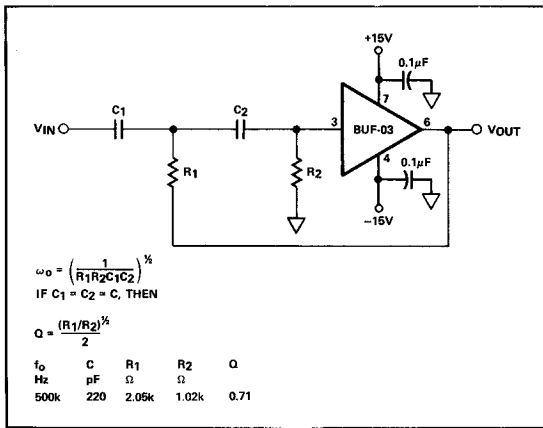 +15V
0.1μF
C1
C2
7
VIN
3
BUF-03
6
VOUT
4
0.1μF
R1
R2
−15V
ωo = (1 / R1R2C1C2)^½
IF C1 = C2 = C, THEN
Q = (R1/R2)^½ / 2
fo C R1 R2 Q
Hz pF Ω Ω
500k 220 2.05k 1.02k 0.71